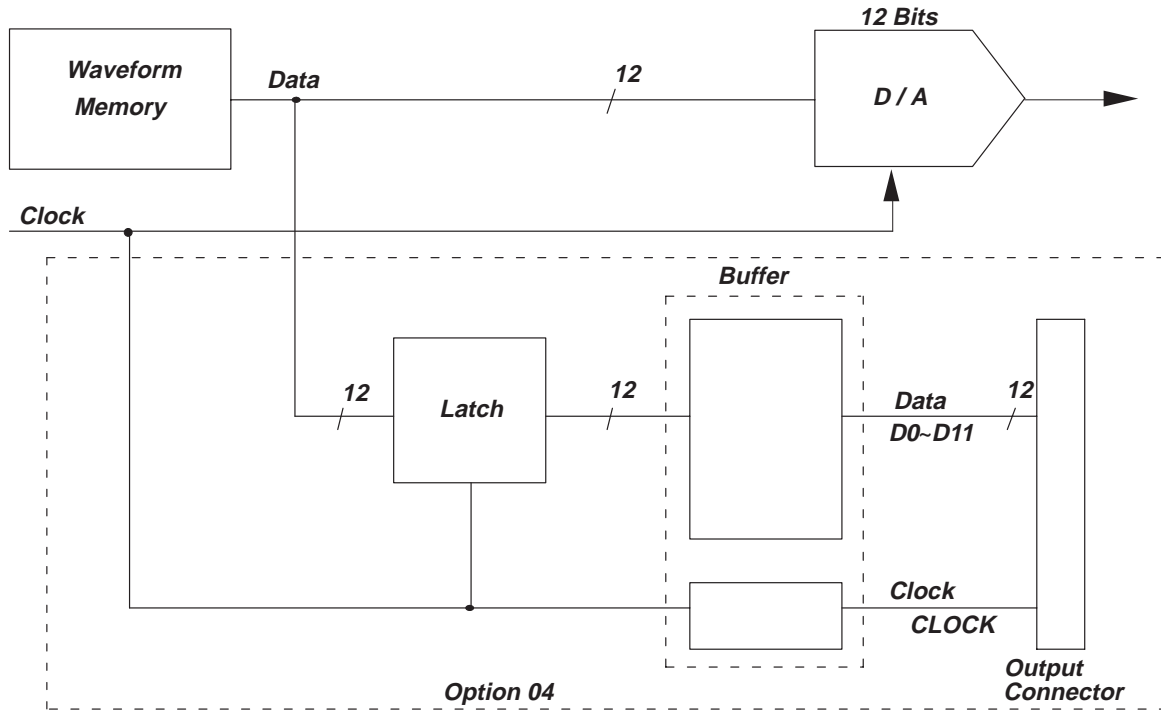 12 Bits
Waveform
Memory
Data
12
D / A
Clock
Buffer
12
Latch
12
Data
12
D0~D11
Clock
CLOCK
Output
Connector
Option 04